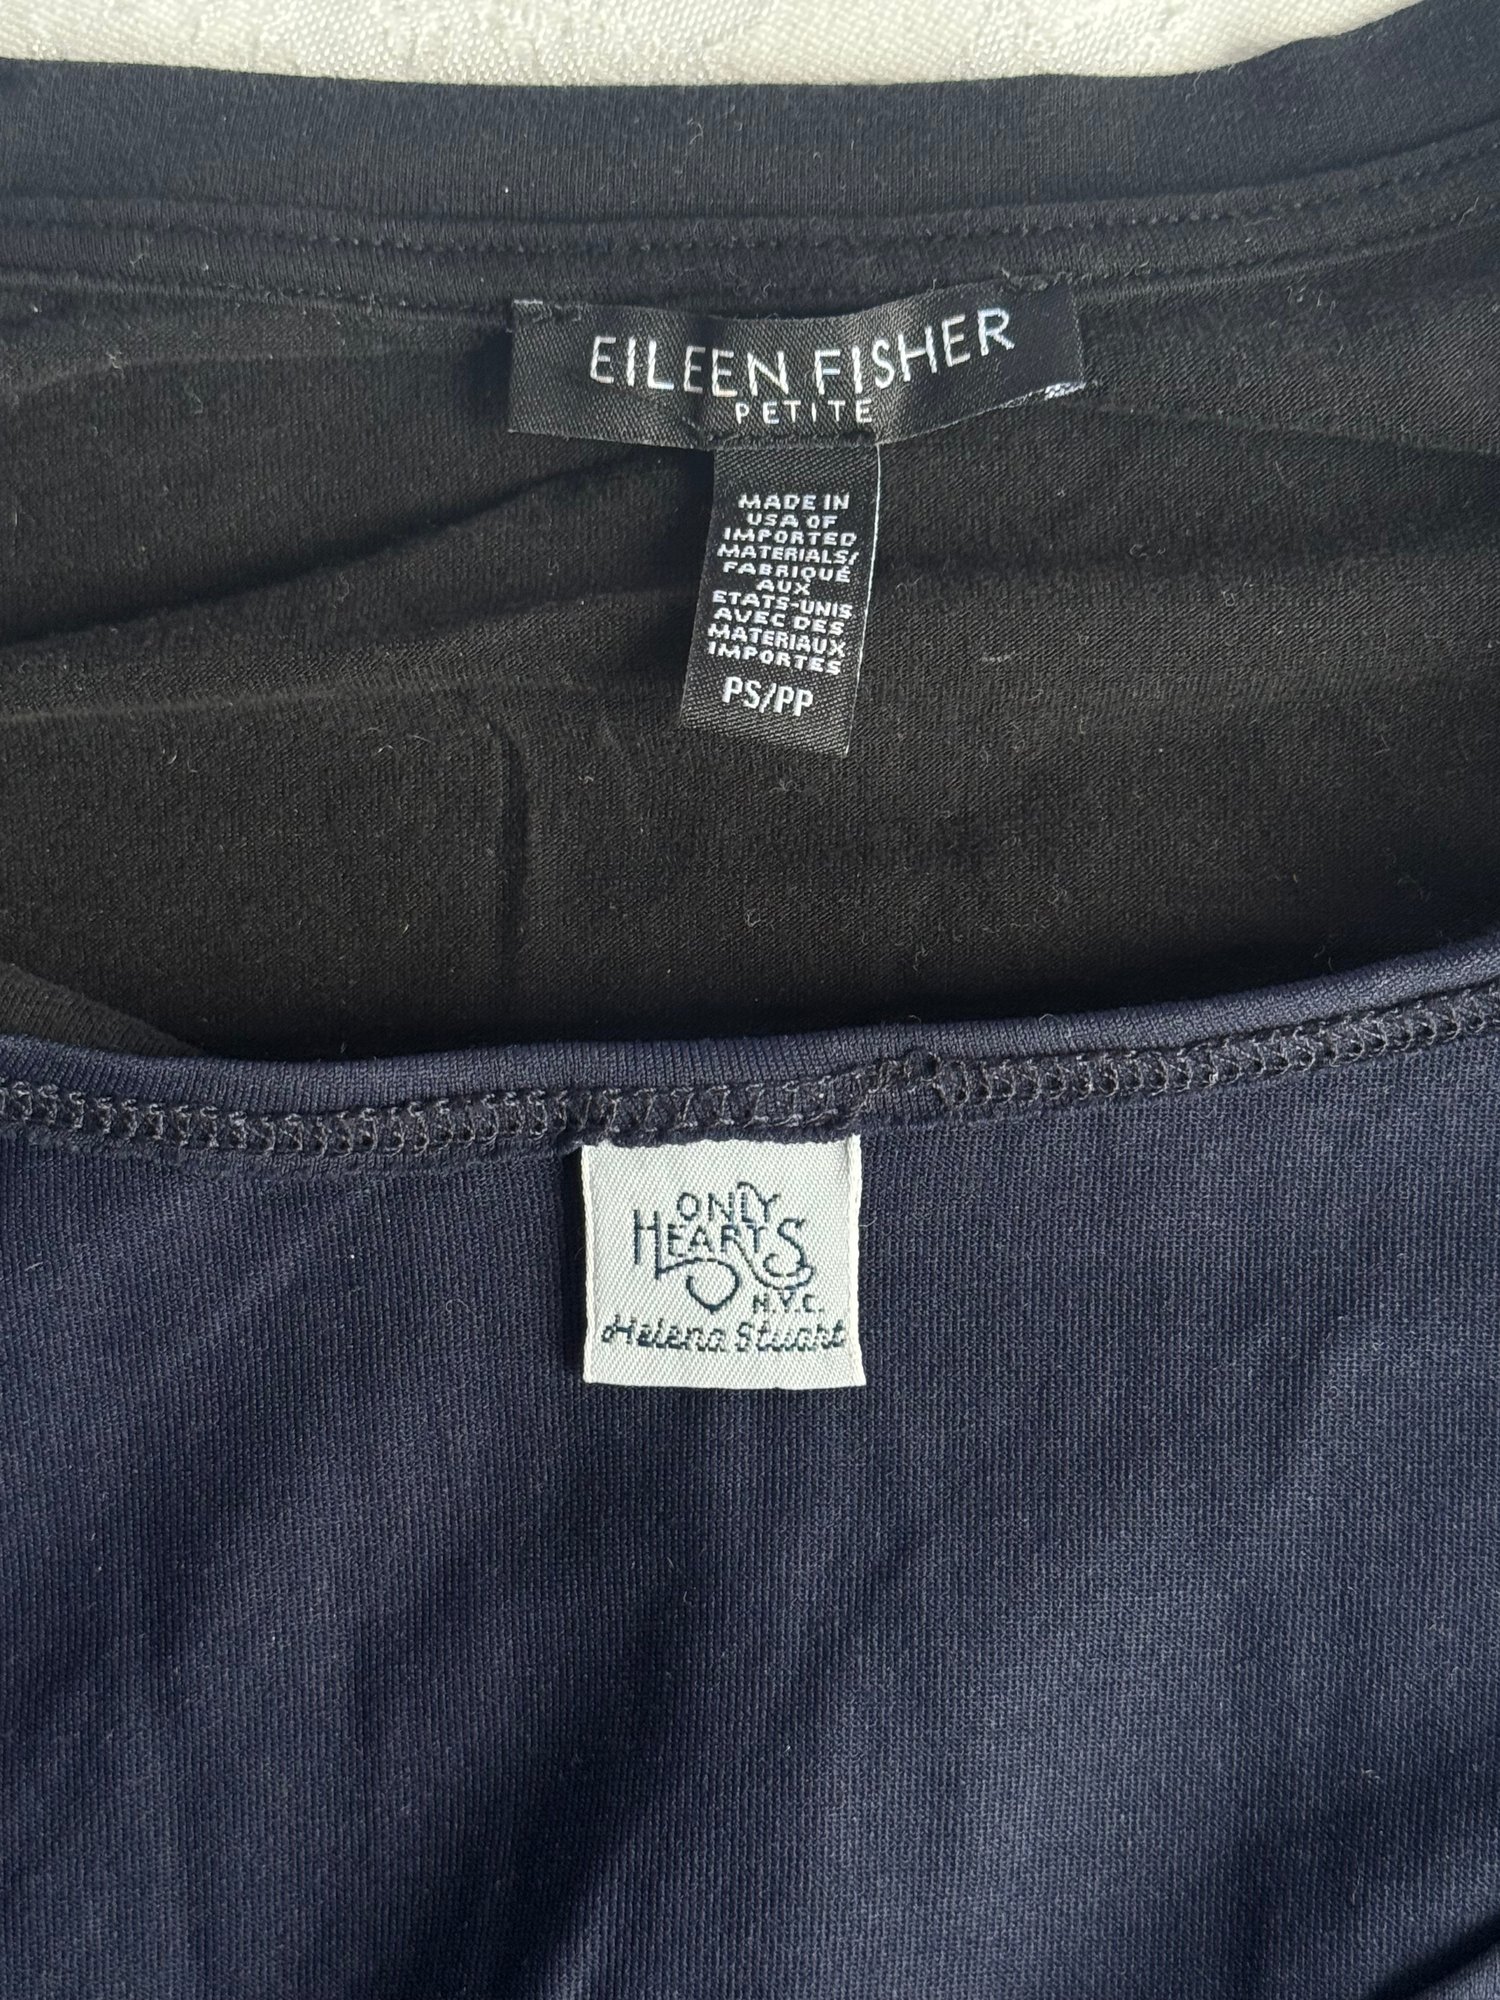 EILEEN FISHER
PETITE
MADE IN
USA OF
IMPORTED
MATERIALS/
FABRIQUÉ
AUX
ETATS-UNIS
AVEC DES
MATERIAUX
IMPORTES
PS/PP
ONLY
HEARTS
N.Y.C.
Helena Stuart